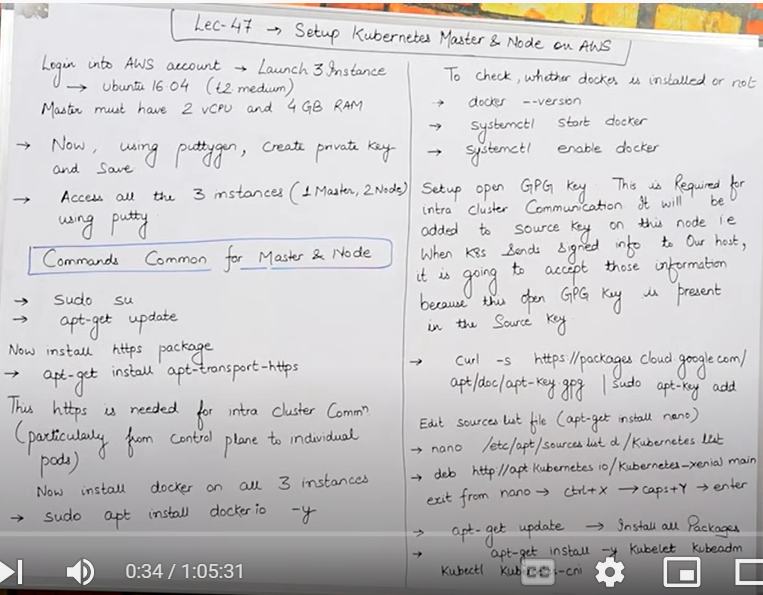 Lec-47 → Setup Kubernetes Master & Node on AWS
Login into AWS account → Launch 3 Instance
→ Ubuntu 16.04 (t2 medium)
Master must have 2 vCPU and 4 GB RAM
→ Now, using puttygen, Create private key
and Save
→ Access all the 3 instances (1 Master, 2 Node)
using putty
Commands Common for Master & Node
→ Sudo su
→ apt-get update
Now install https package
→ apt-get install apt-transport-https
This https is needed for intra cluster Commn
(particularly from Control plane to individual
pods)
Now install docker on all 3 instances
→ sudo apt install docker.io -y
To check, whether docker is installed or not
→ docker --version
→ systemctl start docker
→ systemctl enable docker
Setup open GPG Key. This is Required for
intra cluster Communication It will be
added to source key on this node i.e
When K8s Sends signed info to Our host,
it is going to accept those information
because this open GPG Key is present
in the Source Key.
→ curl -s https://packages.cloud.google.com/
apt/doc/apt-key.gpg | sudo apt-key add
Edit sources list file (apt-get install nano)
→ nano /etc/apt/sources.list.d/kubernetes.list
→ deb http://apt.kubernetes.io/kubernetes-xenial main
exit from nano → ctrl+X → caps+Y → enter
→ apt-get update → Install all Packages
→ apt-get install -y kubelet kubeadm
kubectl -cni
0:34 / 1:05:31
CC